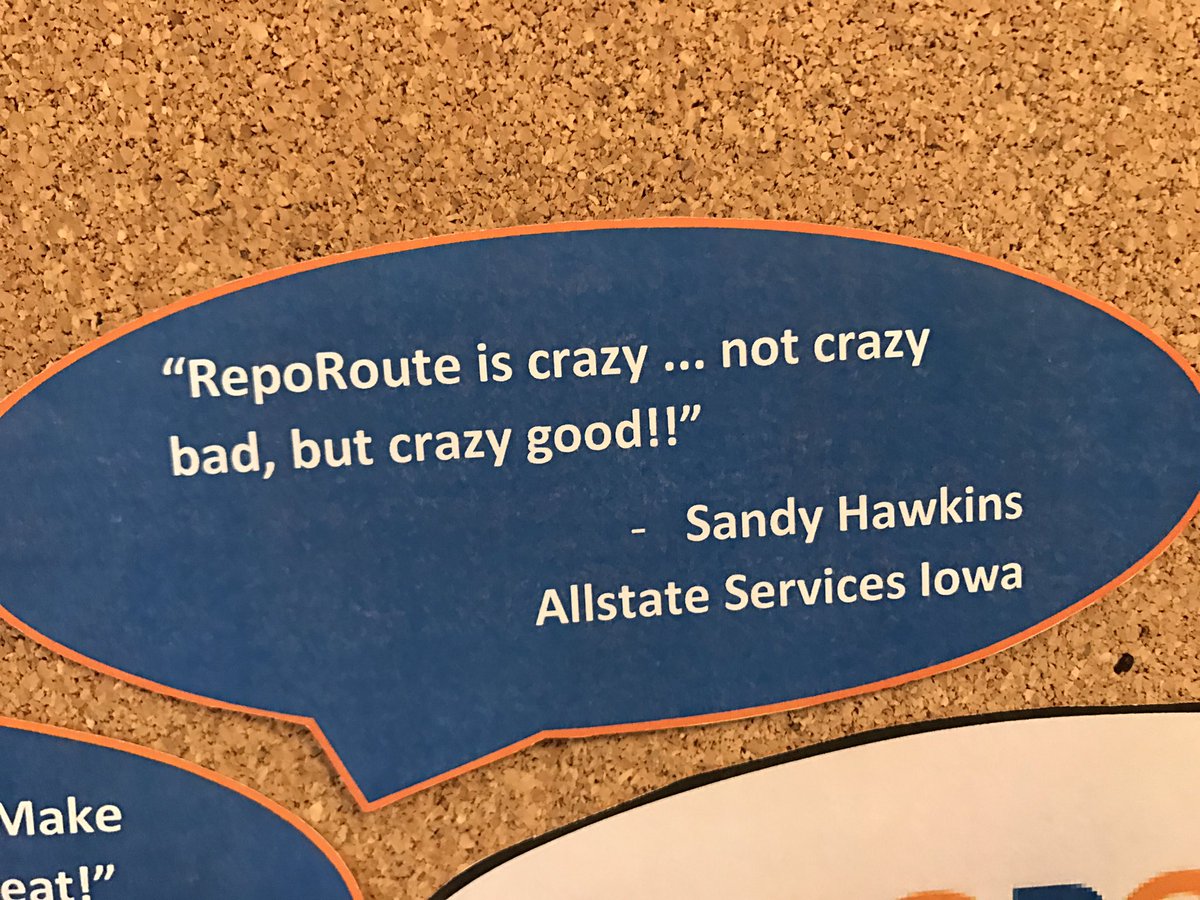 “RepoRoute is crazy ... not crazy
bad, but crazy good!!”
- Sandy Hawkins
Allstate Services Iowa
Make
eat!”